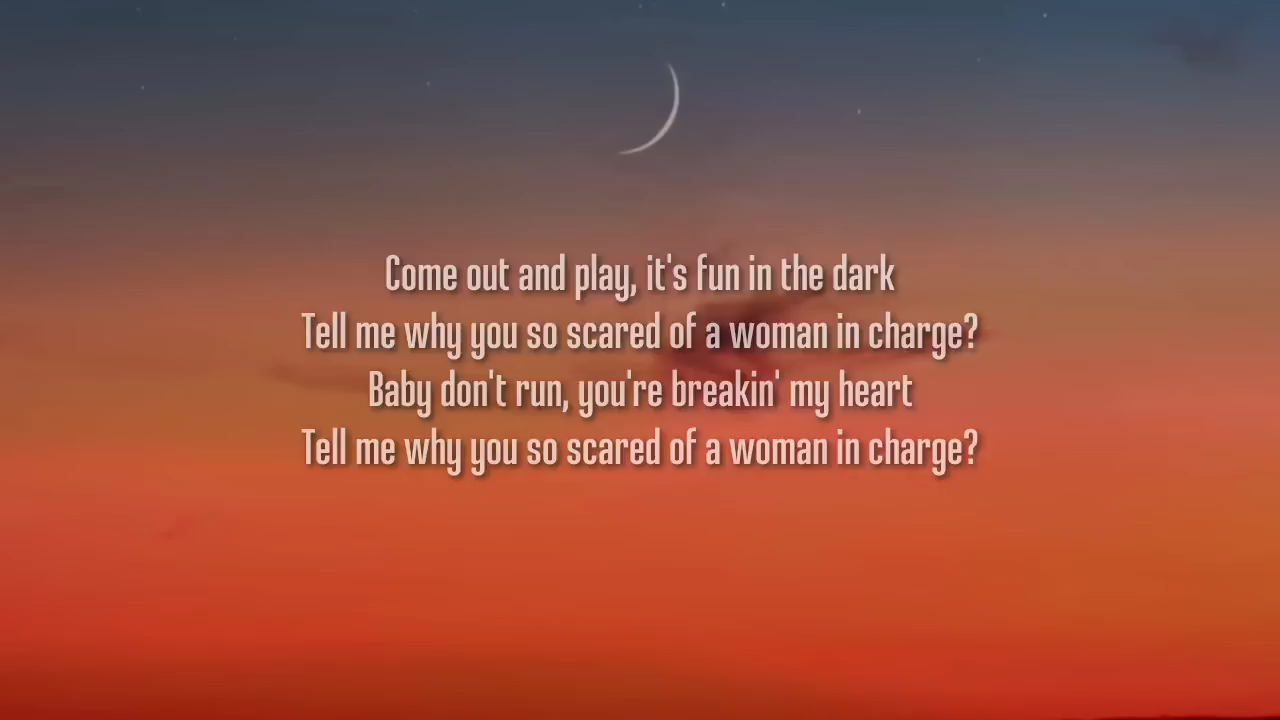 Come out and play, it's fun in the dark
Tell me why you so scared of a woman in charge?
Baby don't run, you're breakin' my heart
Tell me why you so scared of a woman in charge?